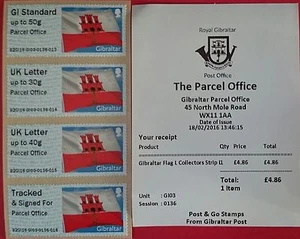 GI Standard
up to 50g
Parcel Office
Gibraltar
UK Letter
up to 30g
Parcel Office
Gibraltar
UK Letter
up to 40g
Parcel Office
Gibraltar
Tracked
& Signed For
Parcel Office
Gibraltar
Royal Gibraltar
Post Office
The Parcel Office
Gibraltar Parcel Office
45 North Mole Road
WX11 1AA
Date of Issue
18/02/2016 13:46:15
Your receipt
Product Qty Price Total
Gibraltar Flag 1 Collectors Strip £4.86 £4.86
Total: £4.86
1 Item
Unit : GI03
Session : 0136
Post & Go Stamps
From Gibraltar Post